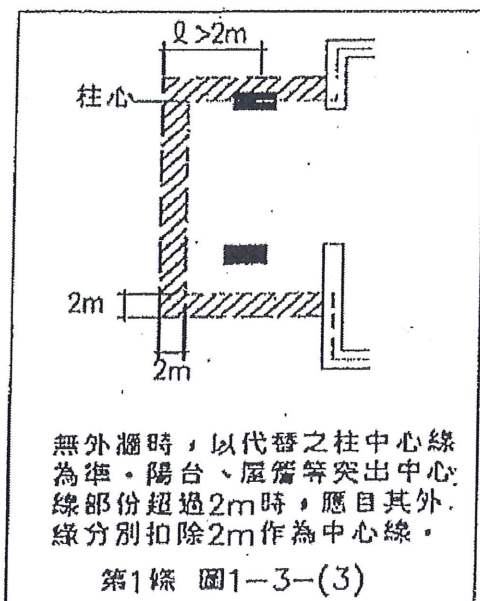 ℓ>2m
柱心
2m
2m
無外牆時，以代替之柱中心線
為準。陽台、屋簷等突出中心
線部份超過2m時，應自其外
緣分別扣除2m作為中心線。
第1條 圖1-3-(3)